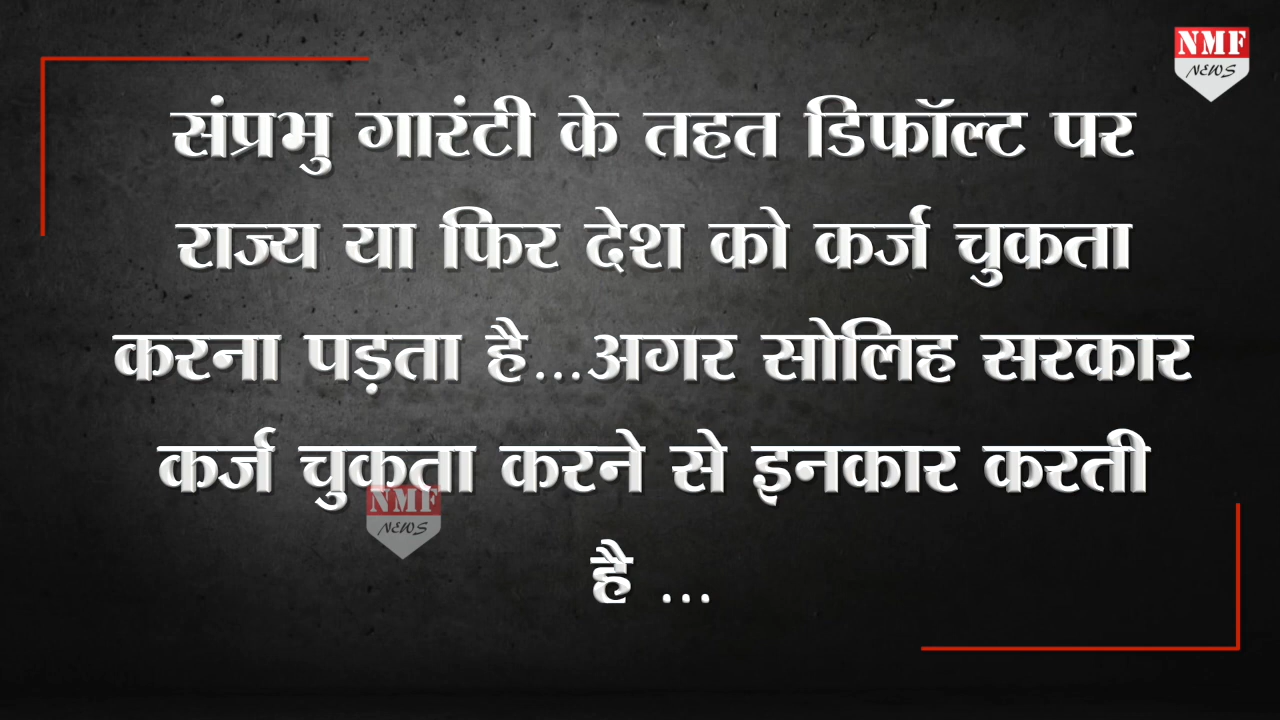 NMF
NEWS
संप्रभु गारंटी के तहत डिफॉल्ट पर
राज्य या फिर देश को कर्ज चुकता
करना पड़ता है...अगर सोलिह सरकार
कर्ज चुकता करने से इनकार करती
है ...
NMF
NEWS